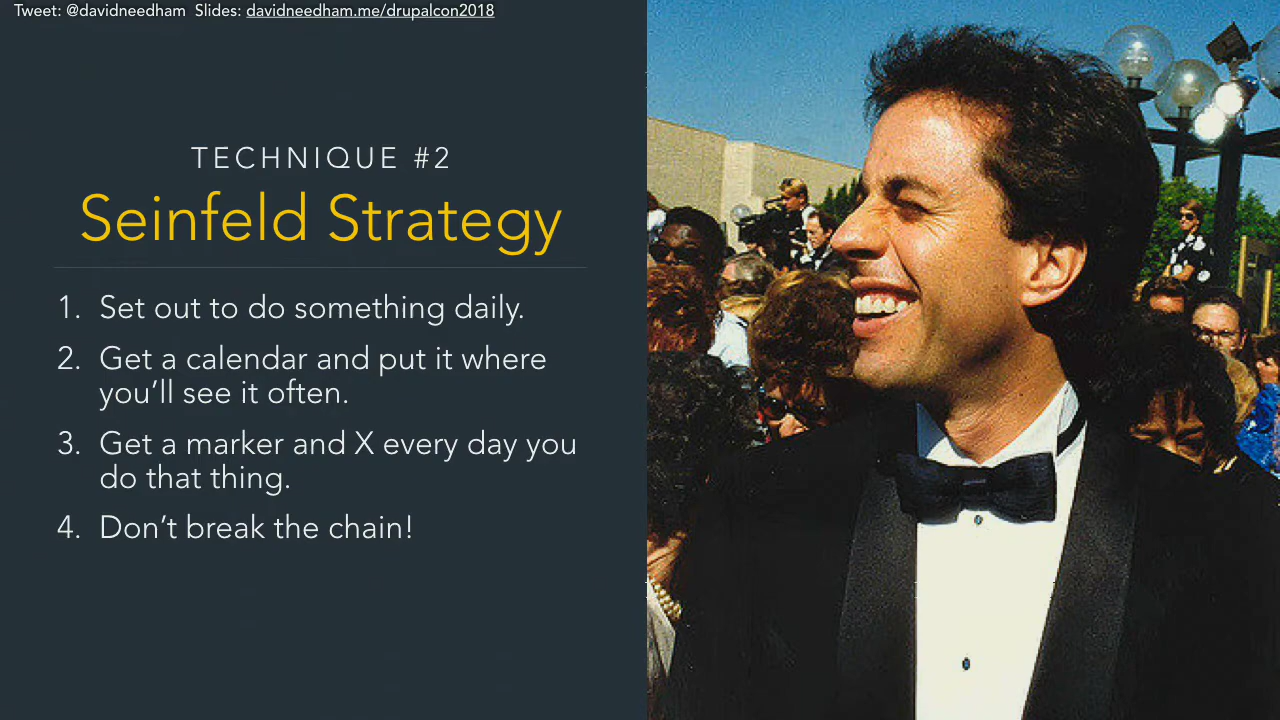 Tweet: @davidneedham  Slides: davidneedham.me/drupalcon2018
TECHNIQUE #2
Seinfeld Strategy
1. Set out to do something daily.
2. Get a calendar and put it where
you’ll see it often.
3. Get a marker and X every day you
do that thing.
4. Don’t break the chain!